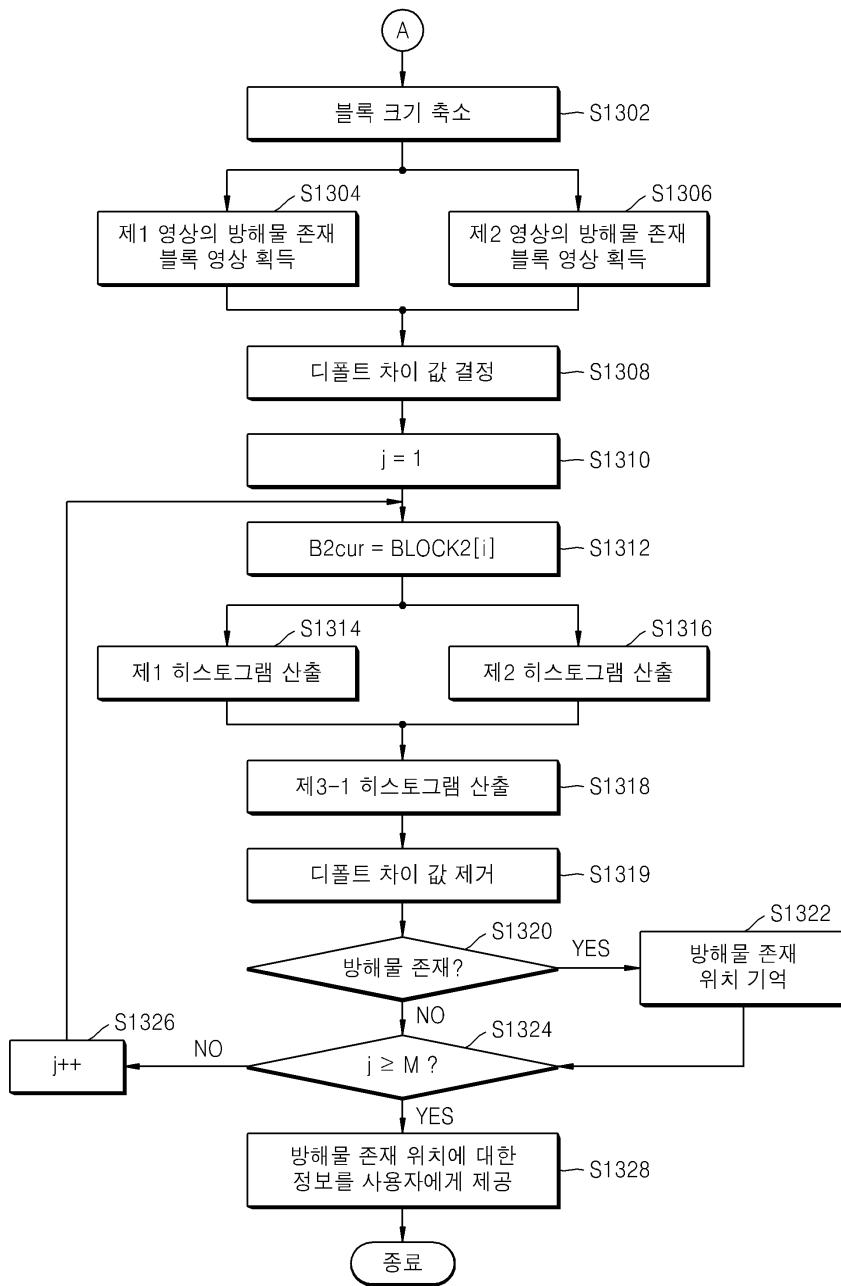 A
블록 크기 축소
S1302
S1304
S1306
제1 영상의 방해물 존재
블록 영상 획득
제2 영상의 방해물 존재
블록 영상 획득
디폴트 차이 값 결정
S1308
j = 1
S1310
B2cur = BLOCK2[i]
S1312
S1314
S1316
제1 히스토그램 산출
제2 히스토그램 산출
제3-1 히스토그램 산출
S1318
디폴트 차이 값 제거
S1319
S1320
S1322
방해물 존재?
YES
방해물 존재
위치 기억
NO
S1324
S1326
j++
NO
j ≥ M ?
YES
방해물 존재 위치에 대한
정보를 사용자에게 제공
S1328
종료